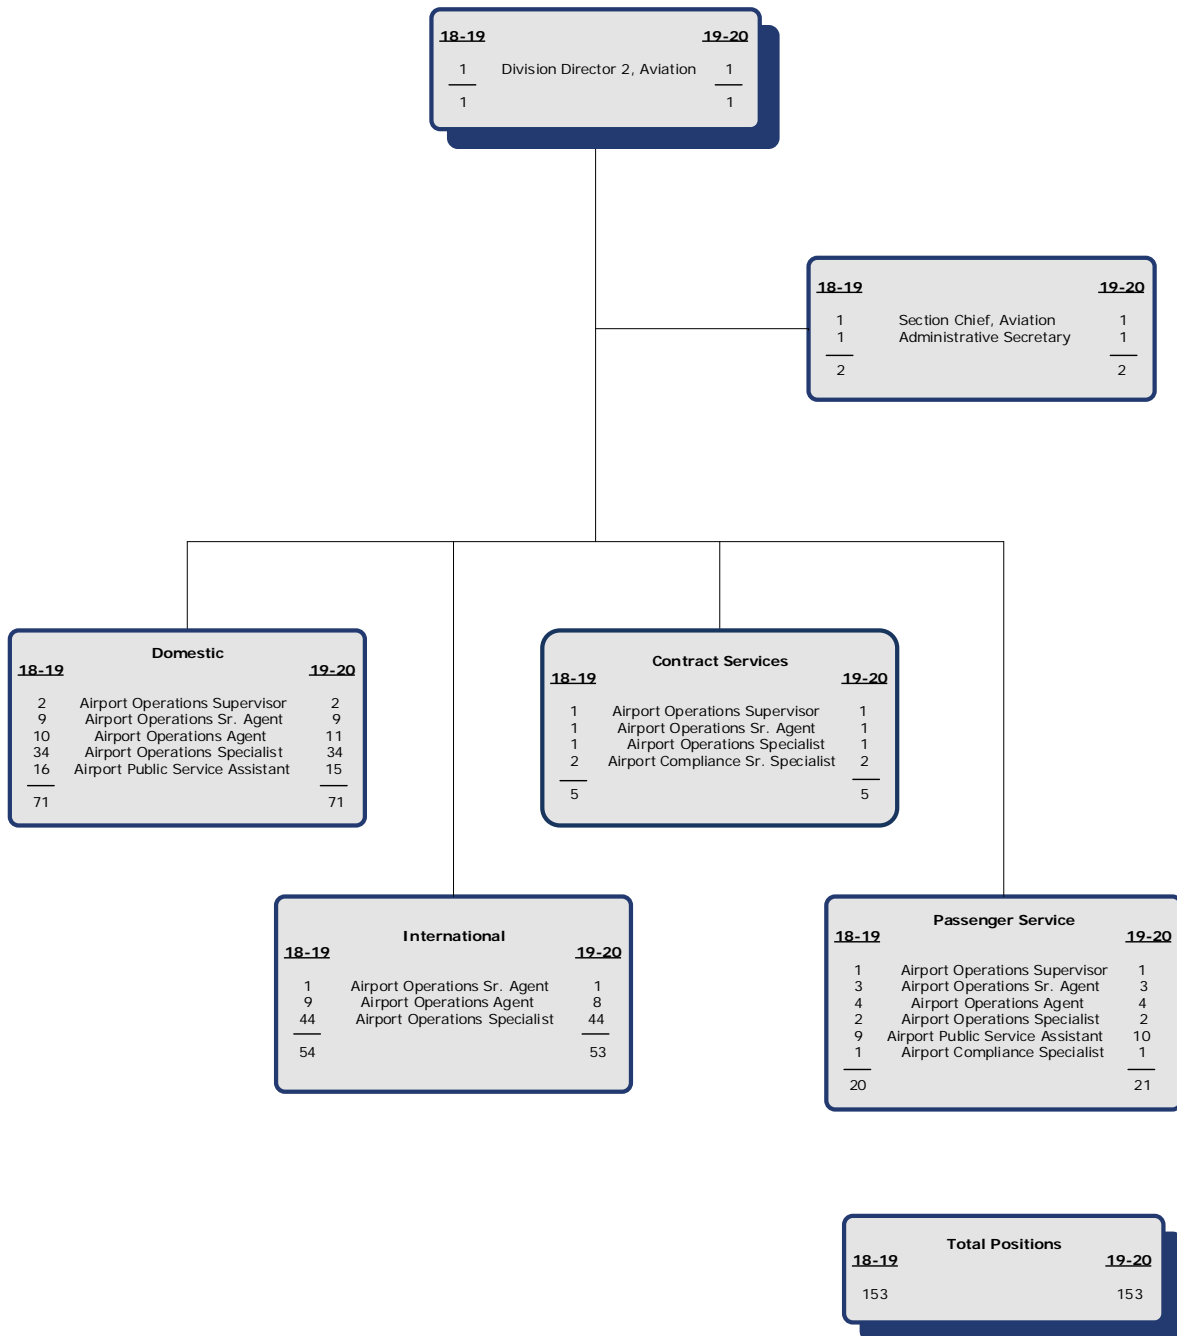 18-19 19-20
1 Division Director 2, Aviation 1
1 1
18-19 19-20
1 Section Chief, Aviation 1
1 Administrative Secretary 1
2 2
Domestic
18-19 19-20
2 Airport Operations Supervisor 2
9 Airport Operations Sr. Agent 9
10 Airport Operations Agent 11
34 Airport Operations Specialist 34
16 Airport Public Service Assistant 15
71 71
Contract Services
18-19 19-20
1 Airport Operations Supervisor 1
1 Airport Operations Sr. Agent 1
1 Airport Operations Specialist 1
2 Airport Compliance Sr. Specialist 2
5 5
International
18-19 19-20
1 Airport Operations Sr. Agent 1
9 Airport Operations Agent 8
44 Airport Operations Specialist 44
54 53
Passenger Service
18-19 19-20
1 Airport Operations Supervisor 1
3 Airport Operations Sr. Agent 3
4 Airport Operations Agent 4
2 Airport Operations Specialist 2
9 Airport Public Service Assistant 10
1 Airport Compliance Specialist 1
20 21
Total Positions
18-19 19-20
153 153